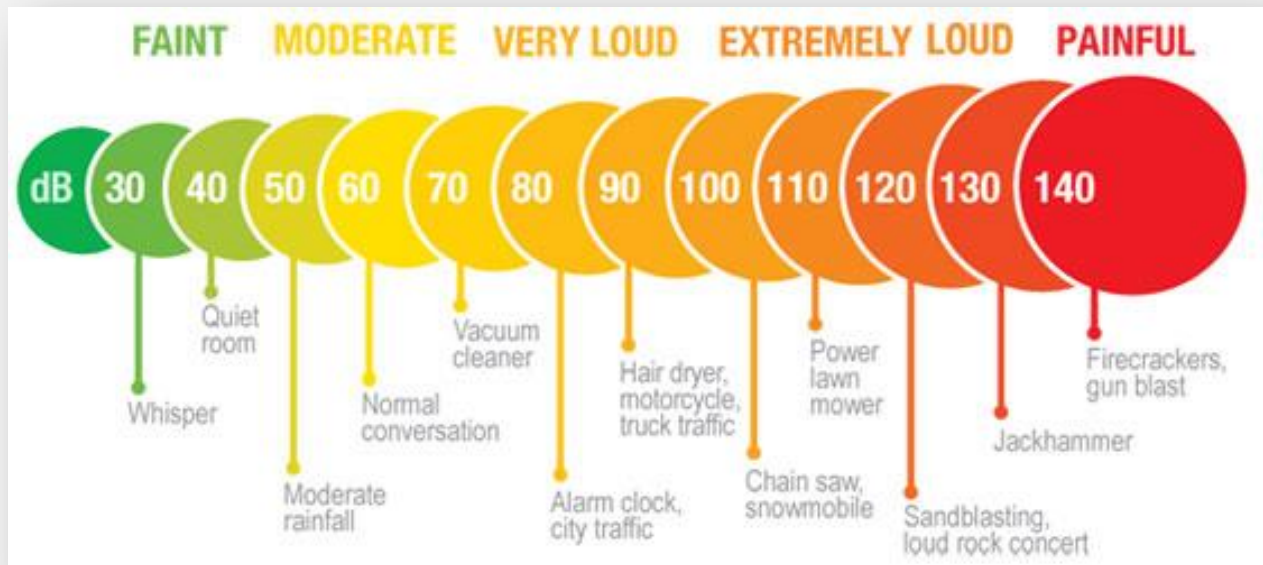 FAINT MODERATE VERY LOUD EXTREMELY LOUD PAINFUL
dB 30 40 50 60 70 80 90 100 110 120 130 140
Whisper
Quiet
room
Moderate
rainfall
Normal
conversation
Vacuum
cleaner
Alarm clock,
city traffic
Hair dryer,
motorcycle,
truck traffic
Chain saw,
snowmobile
Power
lawn
mower
Sandblasting,
loud rock concert
Jackhammer
Firecrackers,
gun blast